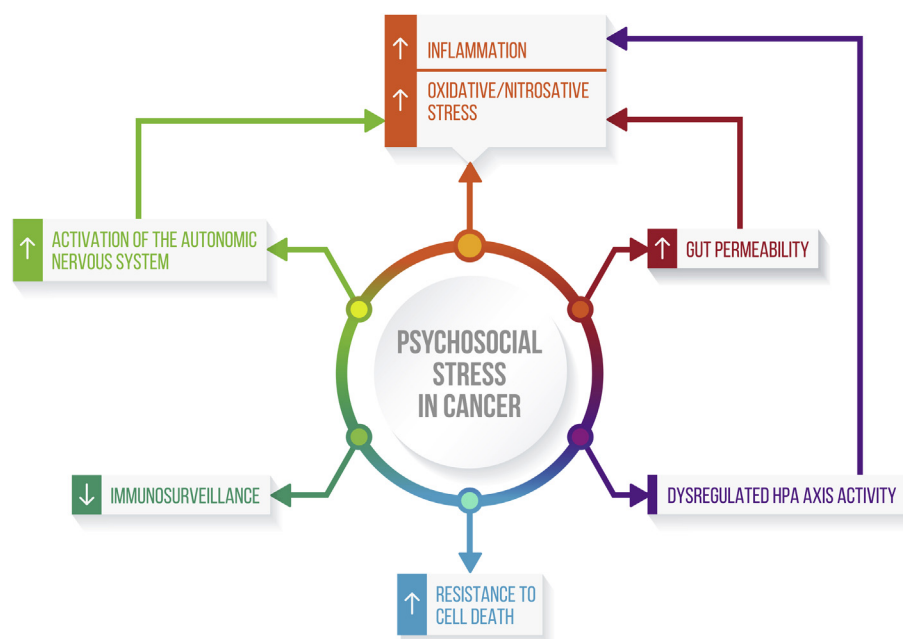 ↑ INFLAMMATION
↑ OXIDATIVE/NITROSATIVE
STRESS
↑ ACTIVATION OF THE AUTONOMIC
NERVOUS SYSTEM
↑ GUT PERMEABILITY
PSYCHOSOCIAL
STRESS
IN CANCER
↓ IMMUNOSURVEILLANCE
DYSREGULATED HPA AXIS ACTIVITY
↑ RESISTANCE TO
CELL DEATH